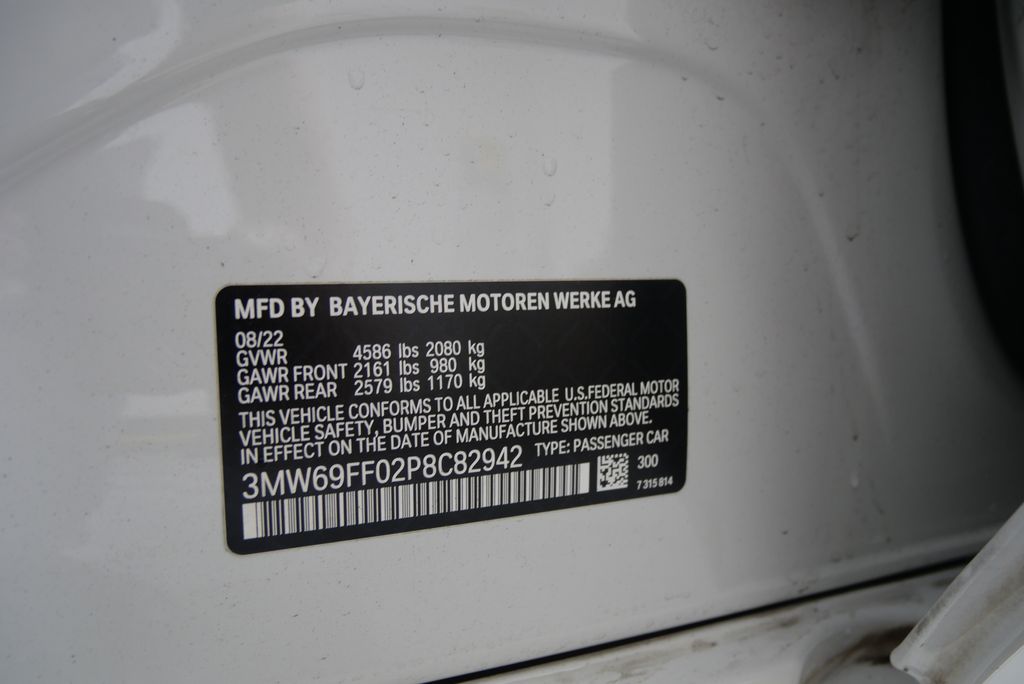 MFD BY BAYERISCHE MOTOREN WERKE AG
08/22
GVWR 4586 lbs 2080 kg
GAWR FRONT 2161 lbs 980 kg
GAWR REAR 2579 lbs 1170 kg
THIS VEHICLE CONFORMS TO ALL APPLICABLE U.S.FEDERAL MOTOR
VEHICLE SAFETY, BUMPER AND THEFT PREVENTION STANDARDS
IN EFFECT ON THE DATE OF MANUFACTURE SHOWN ABOVE.
3MW69FF02P8C82942 TYPE: PASSENGER CAR
300
7 315 814